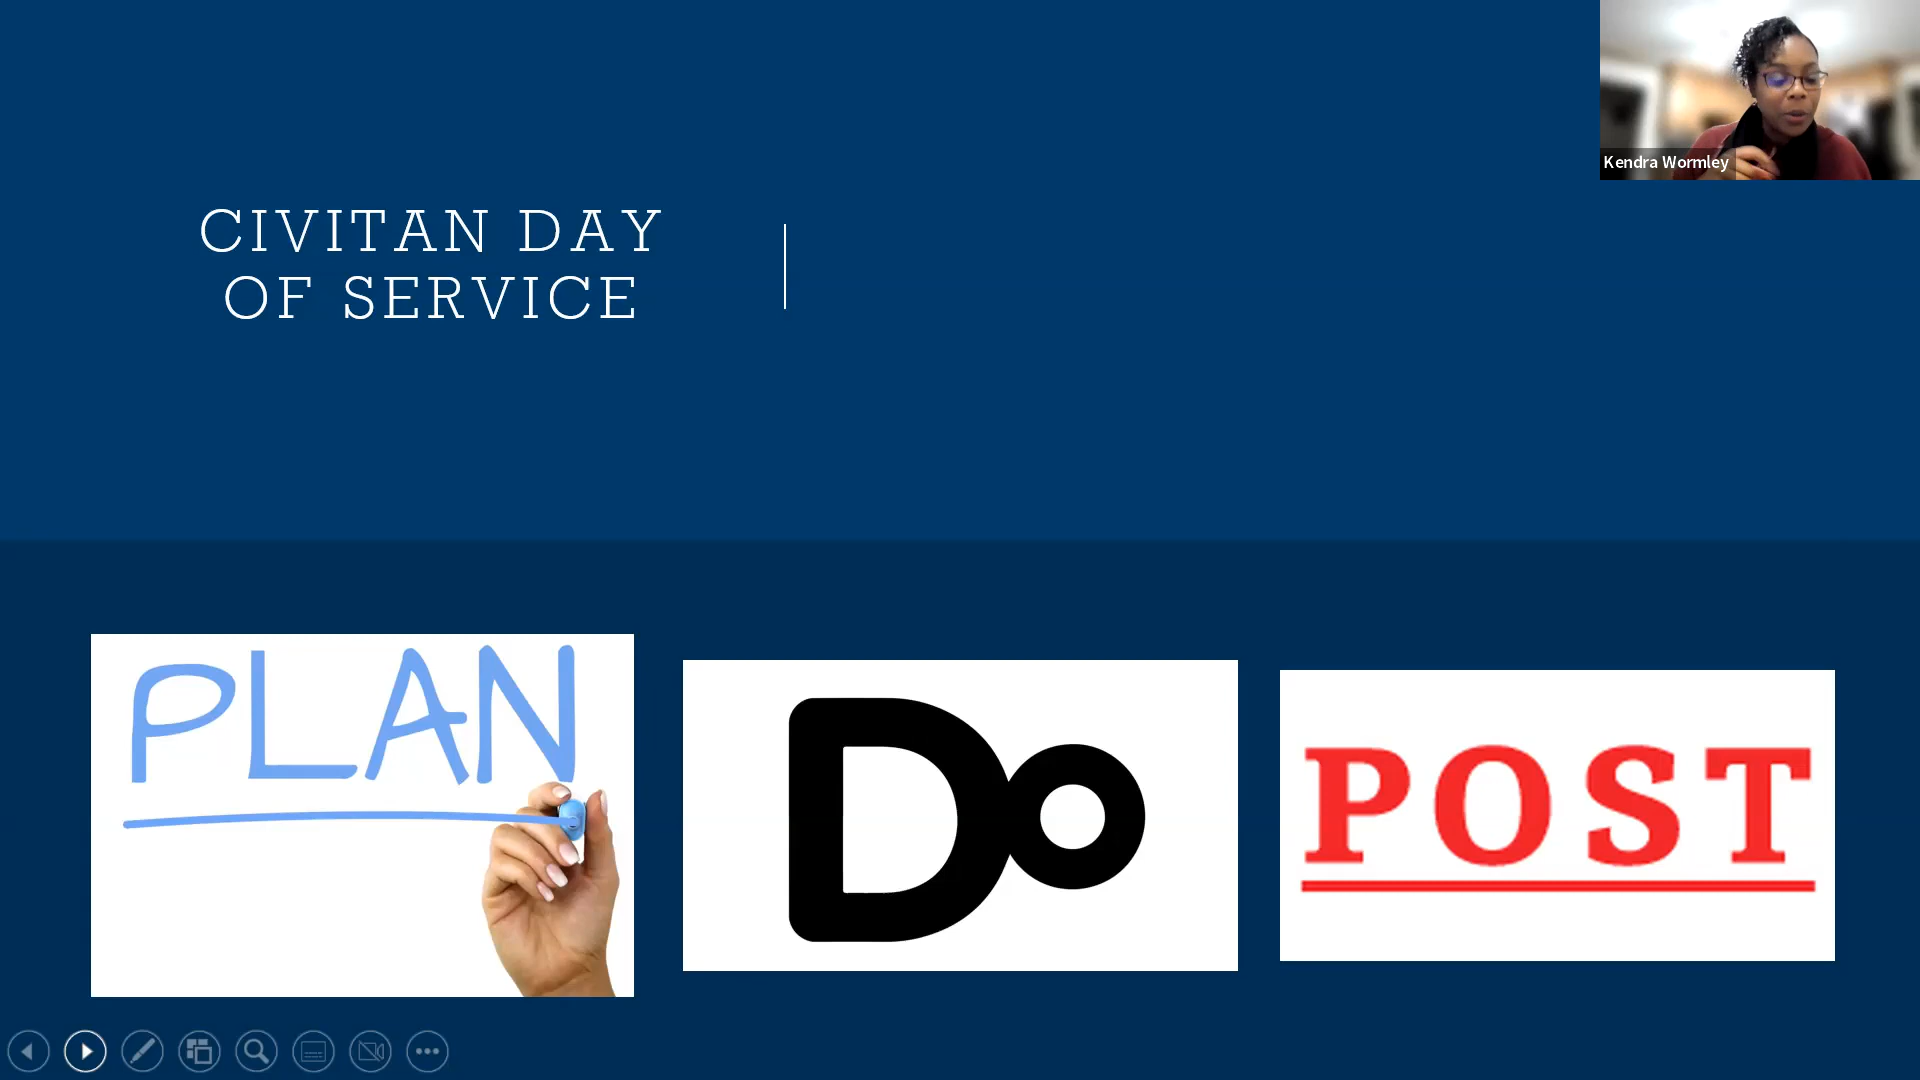 Kendra Wormley
CIVITAN DAY
OF SERVICE
PLAN
Do
POST